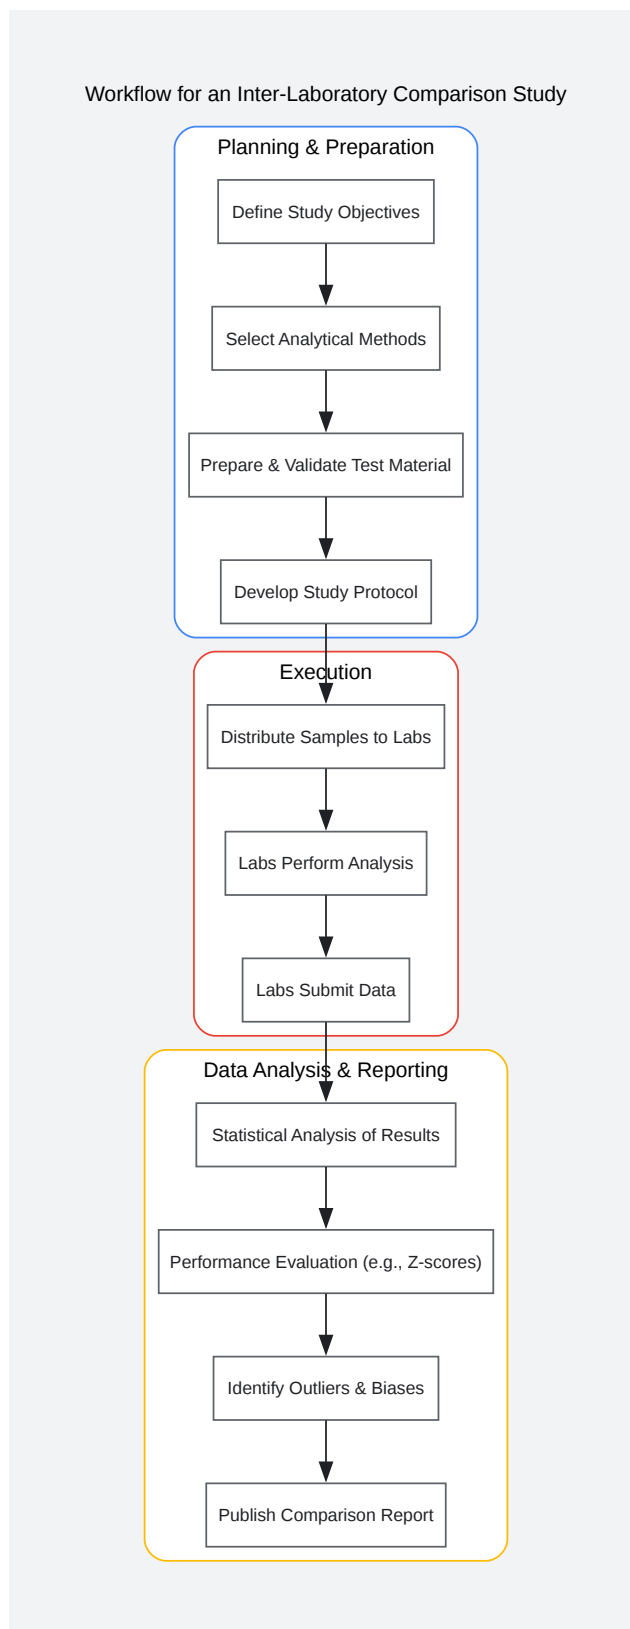 Workflow for an Inter-Laboratory Comparison Study
Planning & Preparation
Define Study Objectives
Select Analytical Methods
Prepare & Validate Test Material
Develop Study Protocol
Execution
Distribute Samples to Labs
Labs Perform Analysis
Labs Submit Data
Data Analysis & Reporting
Statistical Analysis of Results
Performance Evaluation (e.g., Z-scores)
Identify Outliers & Biases
Publish Comparison Report